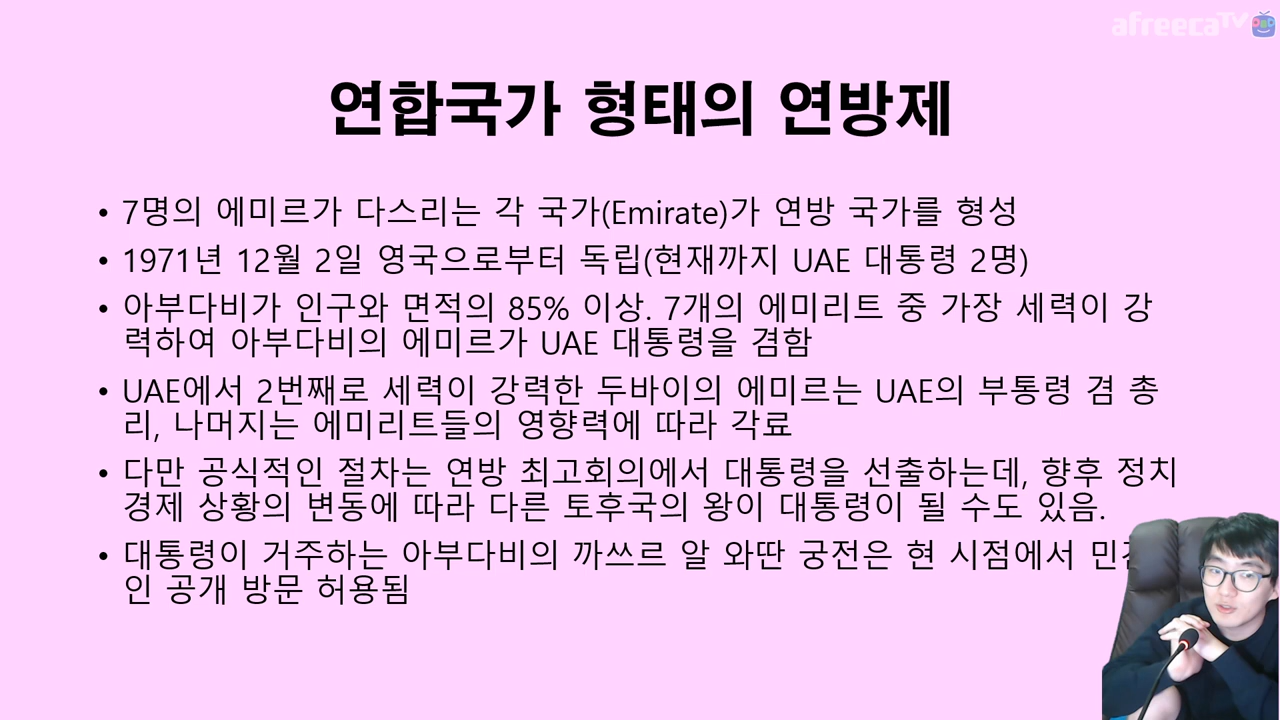 afreecaTV
연합국가 형태의 연방제
• 7명의 에미르가 다스리는 각 국가(Emirate)가 연방 국가를 형성
• 1971년 12월 2일 영국으로부터 독립(현재까지 UAE 대통령 2명)
• 아부다비가 인구와 면적의 85% 이상. 7개의 에미리트 중 가장 세력이 강
력하여 아부다비의 에미르가 UAE 대통령을 겸함
• UAE에서 2번째로 세력이 강력한 두바이의 에미르는 UAE의 부통령 겸 총
리, 나머지는 에미리트들의 영향력에 따라 각료
• 다만 공식적인 절차는 연방 최고회의에서 대통령을 선출하는데, 향후 정치
경제 상황의 변동에 따라 다른 토후국의 왕이 대통령이 될 수도 있음.
• 대통령이 거주하는 아부다비의 까쓰르 알 와딴 궁전은 현 시점에서
인 공개 방문 허용됨